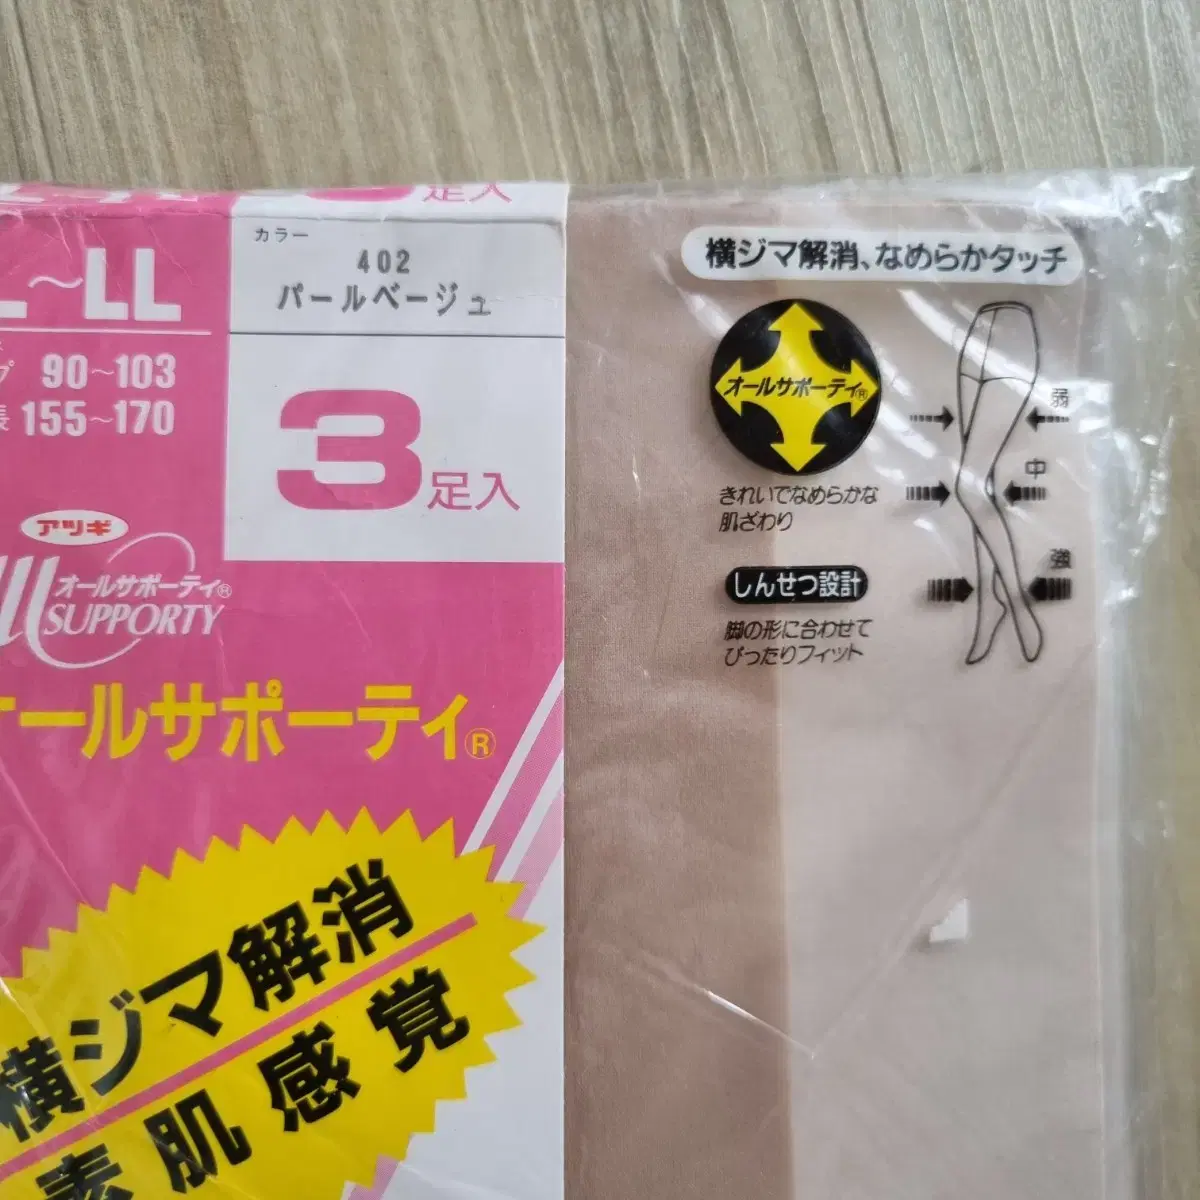 足入
L~LL
カラー
402
パールベージュ
プ 90~103
長 155~170
3足入
アツギ
オールサポーティ®
SUPPORTY
オールサポーティ®
横ジマ解消
素肌感覚
横ジマ解消、なめらかタッチ
オールサポーティ®
きれいでなめらかな
肌ざわり
しんせつ設計
脚の形に合わせて
ぴったりフィット
弱
中
強